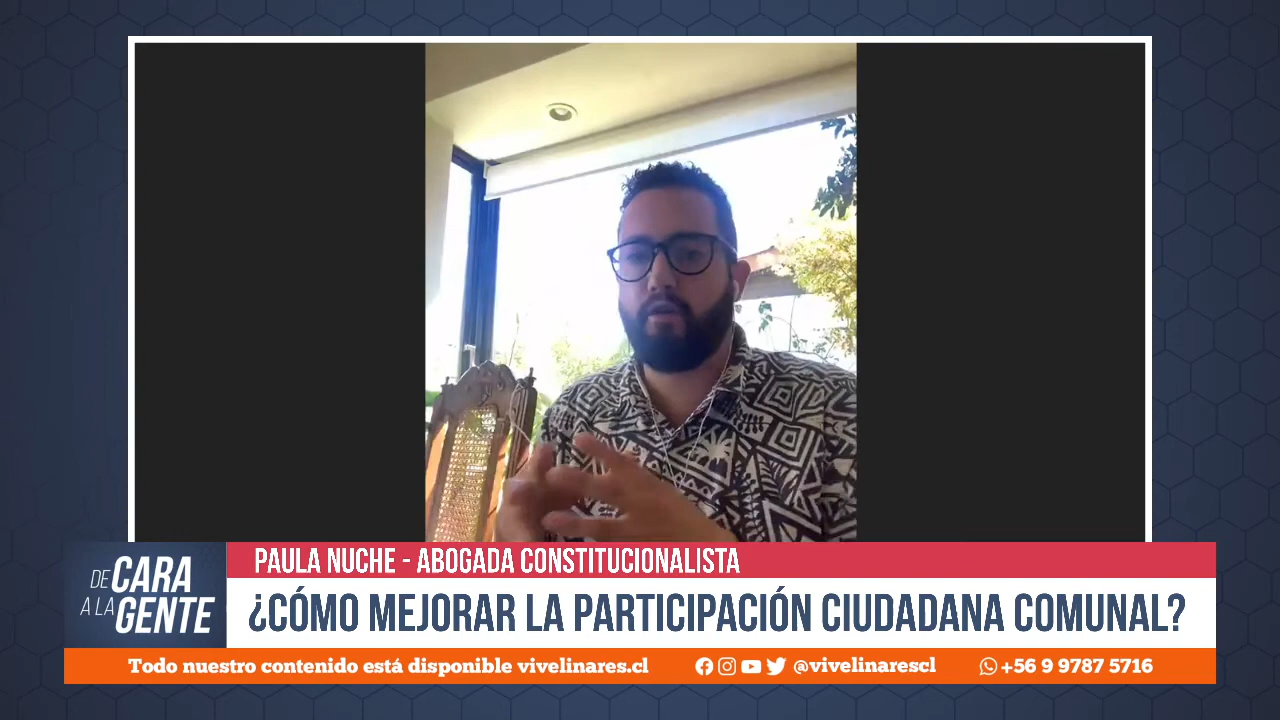 PAULA NUCHE - ABOGADA CONSTITUCIONALISTA
DE CARA
A LA GENTE
¿CÓMO MEJORAR LA PARTICIPACIÓN CIUDADANA COMUNAL?
Todo nuestro contenido está disponible vivelinares.cl @vivelinarescl +56 9 9787 5716